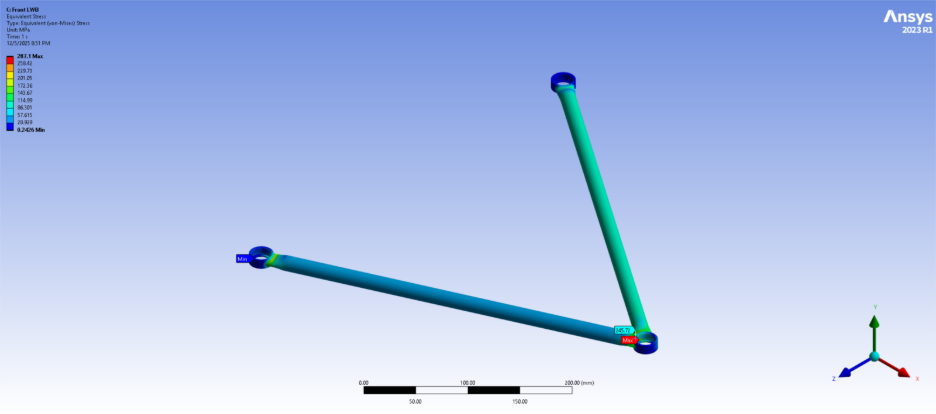 C: Front LWB
Equivalent Stress
Type: Equivalent (von-Mises) Stress
Unit: MPa
Time: 1 s
12/5/2025 8:51 PM
287.1 Max
258.42
229.73
201.05
172.36
143.67
114.99
86.301
57.615
28.929
0.2426 Min
Ansys
2023 R1
Min
Max
0.00
100.00
200.00 (mm)
50.00
150.00
Y
Z
X